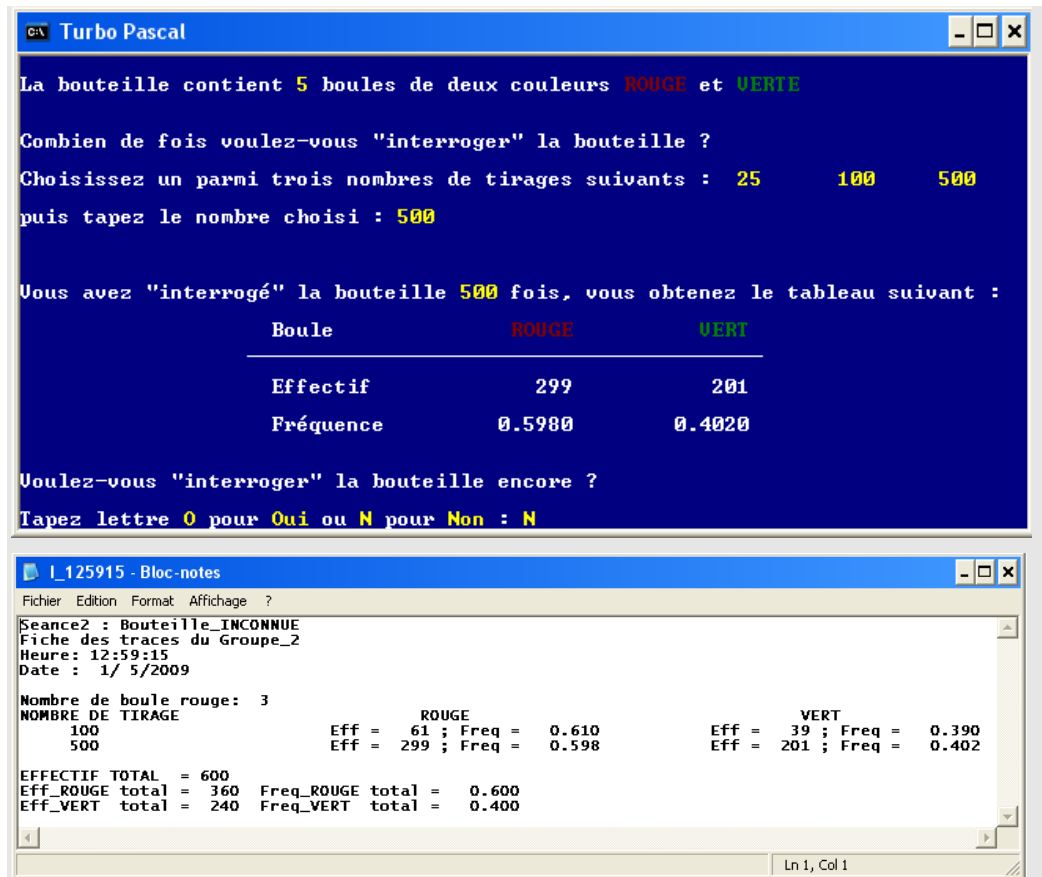 Turbo Pascal
La bouteille contient 5 boules de deux couleurs ROUGE et VERTE
Combien de fois voulez-vous "interroger" la bouteille ?
Choisissez un parmi trois nombres de tirages suivants : 25 100 500
puis tapez le nombre choisi : 500
Vous avez "interrogé" la bouteille 500 fois, vous obtenez le tableau suivant :
Boule ROUGE VERT
Effectif 299 201
Fréquence 0.5980 0.4020
Voulez-vous "interroger" la bouteille encore ?
Tapez lettre O pour Oui ou N pour Non : N
I_125915 - Bloc-notes
Fichier Edition Format Affichage ?
Seance2 : Bouteille_INCONNUE
Fiche des traces du Groupe_2
Heure: 12:59:15
Date : 1/ 5/2009
Nombre de boule rouge: 3
NOMBRE DE TIRAGE ROUGE VERT
100 Eff = 61 ; Freq = 0.610 Eff = 39 ; Freq = 0.390
500 Eff = 299 ; Freq = 0.598 Eff = 201 ; Freq = 0.402
EFFECTIF TOTAL = 600
Eff_ROUGE total = 360 Freq_ROUGE total = 0.600
Eff_VERT total = 240 Freq_VERT total = 0.400
Ln 1, Col 1